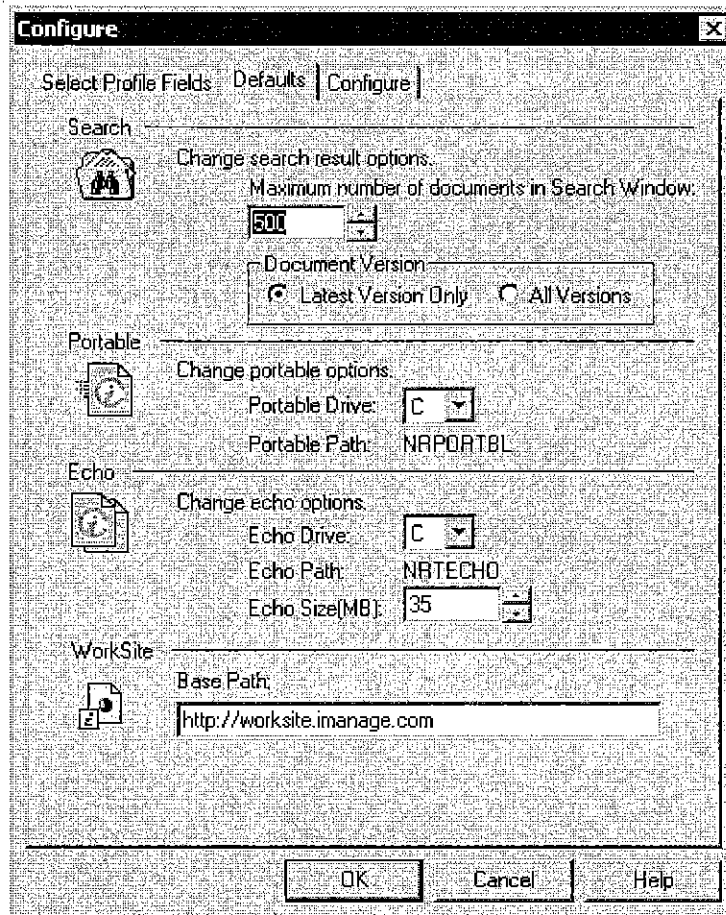 Configure
Select Profile Fields Defaults Configure
Search
Change search result options.
Maximum number of documents in Search Window:
500
Document Version
Latest Version Only All Versions
Portable
Change portable options.
Portable Drive: C
Portable Path: NRPORTBL
Echo
Change echo options.
Echo Drive: C
Echo Path: NRTECHO
Echo Size(MB): 35
WorkSite
Base Path:
http://worksite.imanage.com
OK Cancel Help